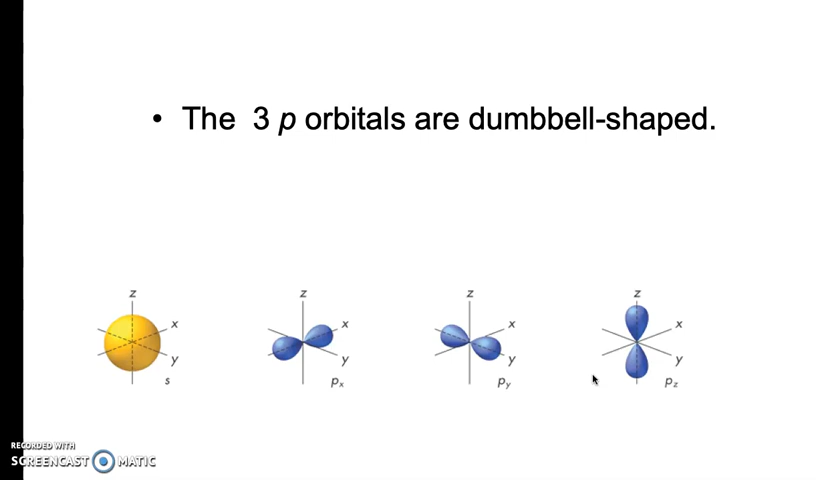 • The 3 p orbitals are dumbbell-shaped.
z z z z
x x x x
y y y y
s px py pz
RECORDED WITH
SCREENCAST MATIC